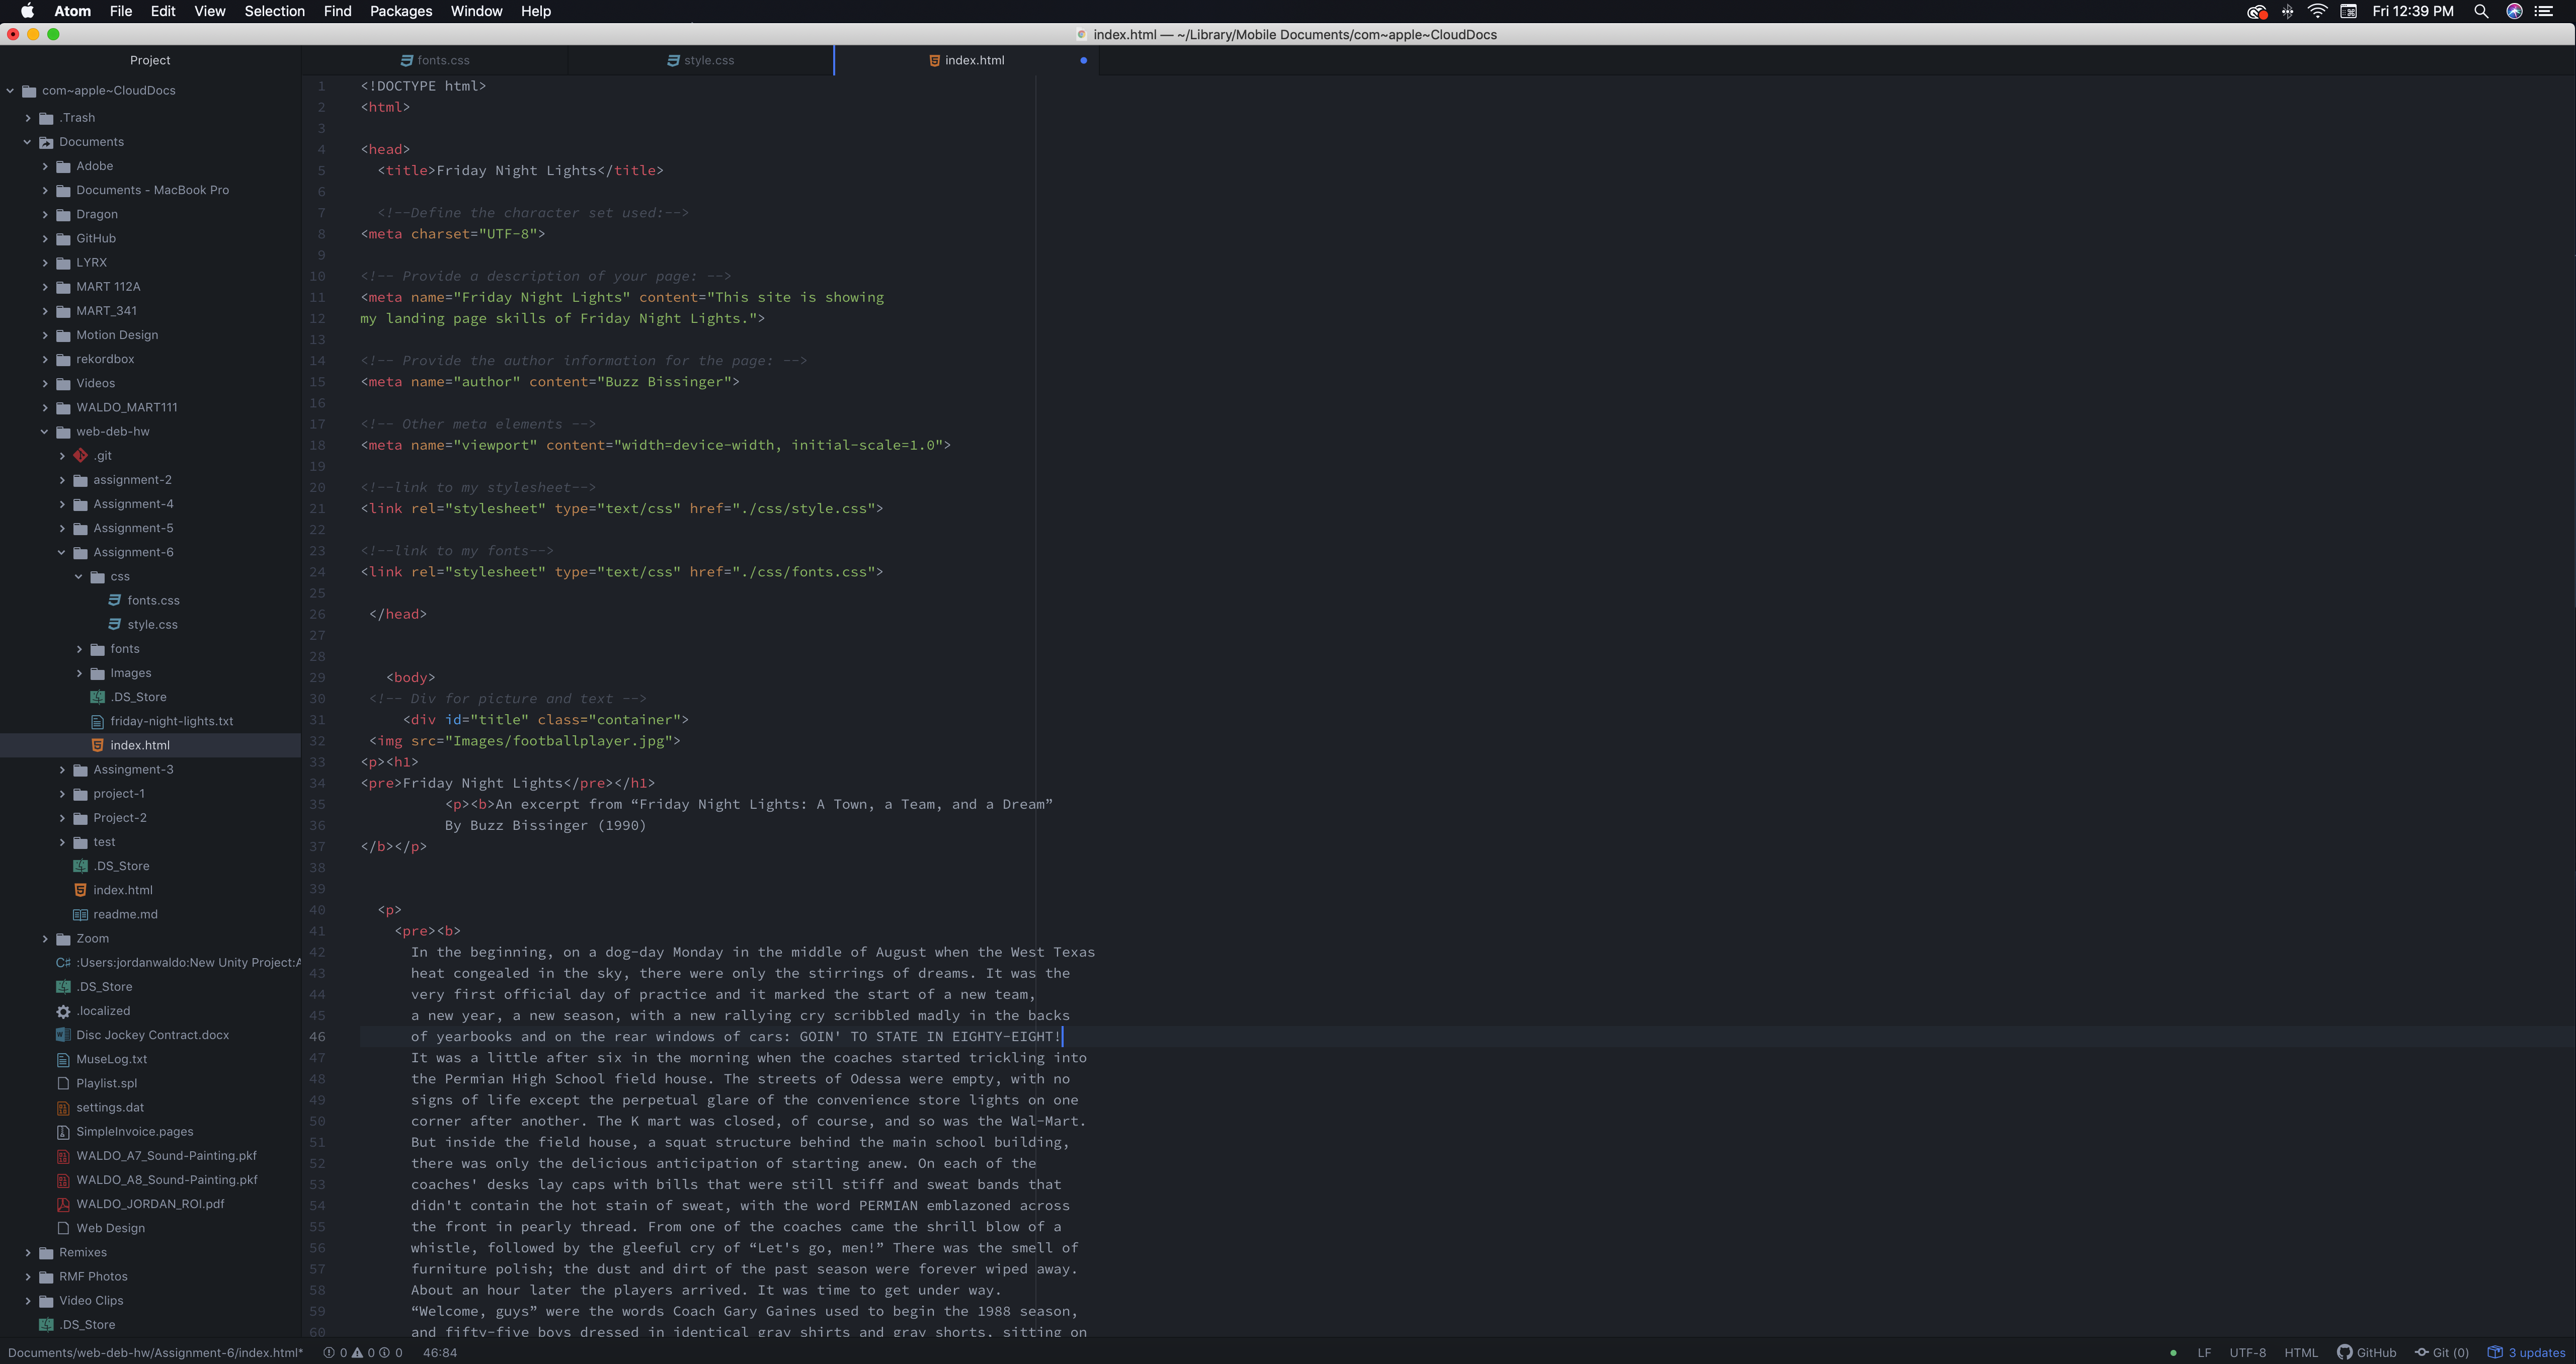 Atom File Edit View Selection Find Packages Window Help
Fri 12:39 PM
index.html — ~/Library/Mobile Documents/com~apple~CloudDocs
Project
fonts.css
style.css
index.html
com~apple~CloudDocs
.Trash
Documents
Adobe
Documents - MacBook Pro
Dragon
GitHub
LYRX
MART 112A
MART_341
Motion Design
rekordbox
Videos
WALDO_MART111
web-deb-hw
.git
assignment-2
Assignment-4
Assignment-5
Assignment-6
css
fonts.css
style.css
fonts
Images
.DS_Store
friday-night-lights.txt
index.html
Assingment-3
project-1
Project-2
test
.DS_Store
index.html
readme.md
Zoom
C# :Users:jordanwaldo:New Unity Project:A
.DS_Store
.localized
Disc Jockey Contract.docx
MuseLog.txt
Playlist.spl
settings.dat
SimpleInvoice.pages
WALDO_A7_Sound-Painting.pkf
WALDO_A8_Sound-Painting.pkf
WALDO_JORDAN_ROI.pdf
Web Design
Remixes
RMF Photos
Video Clips
.DS_Store
1 <!DOCTYPE html>
2 <html>
3
4 <head>
5 <title>Friday Night Lights</title>
6
7 <!--Define the character set used:-->
8 <meta charset="UTF-8">
9
10 <!-- Provide a description of your page: -->
11 <meta name="Friday Night Lights" content="This site is showing
12 my landing page skills of Friday Night Lights.">
13
14 <!-- Provide the author information for the page: -->
15 <meta name="author" content="Buzz Bissinger">
16
17 <!-- Other meta elements -->
18 <meta name="viewport" content="width=device-width, initial-scale=1.0">
19
20 <!--link to my stylesheet-->
21 <link rel="stylesheet" type="text/css" href="./css/style.css">
22
23 <!--link to my fonts-->
24 <link rel="stylesheet" type="text/css" href="./css/fonts.css">
25
26 </head>
27
28
29 <body>
30 <!-- Div for picture and text -->
31 <div id="title" class="container">
32 <img src="Images/footballplayer.jpg">
33 <p><h1>
34 <pre>Friday Night Lights</pre></h1>
35 <p><b>An excerpt from “Friday Night Lights: A Town, a Team, and a Dream”
36 By Buzz Bissinger (1990)
37 </b></p>
38
39
40 <p>
41 <pre><b>
42 In the beginning, on a dog-day Monday in the middle of August when the West Texas
43 heat congealed in the sky, there were only the stirrings of dreams. It was the
44 very first official day of practice and it marked the start of a new team,
45 a new year, a new season, with a new rallying cry scribbled madly in the backs
46 of yearbooks and on the rear windows of cars: GOIN' TO STATE IN EIGHTY-EIGHT!
47 It was a little after six in the morning when the coaches started trickling into
48 the Permian High School field house. The streets of Odessa were empty, with no
49 signs of life except the perpetual glare of the convenience store lights on one
50 corner after another. The K mart was closed, of course, and so was the Wal-Mart.
51 But inside the field house, a squat structure behind the main school building,
52 there was only the delicious anticipation of starting anew. On each of the
53 coaches' desks lay caps with bills that were still stiff and sweat bands that
54 didn't contain the hot stain of sweat, with the word PERMIAN emblazoned across
55 the front in pearly thread. From one of the coaches came the shrill blow of a
56 whistle, followed by the gleeful cry of “Let's go, men!” There was the smell of
57 furniture polish; the dust and dirt of the past season were forever wiped away.
58 About an hour later the players arrived. It was time to get under way.
59 “Welcome, guys” were the words Coach Gary Gaines used to begin the 1988 season,
60 and fifty-five boys dressed in identical gray shirts and gray shorts, sitting on
Documents/web-deb-hw/Assignment-6/index.html* 0 0 0 46:84
LF UTF-8 HTML GitHub Git (0) 3 updates